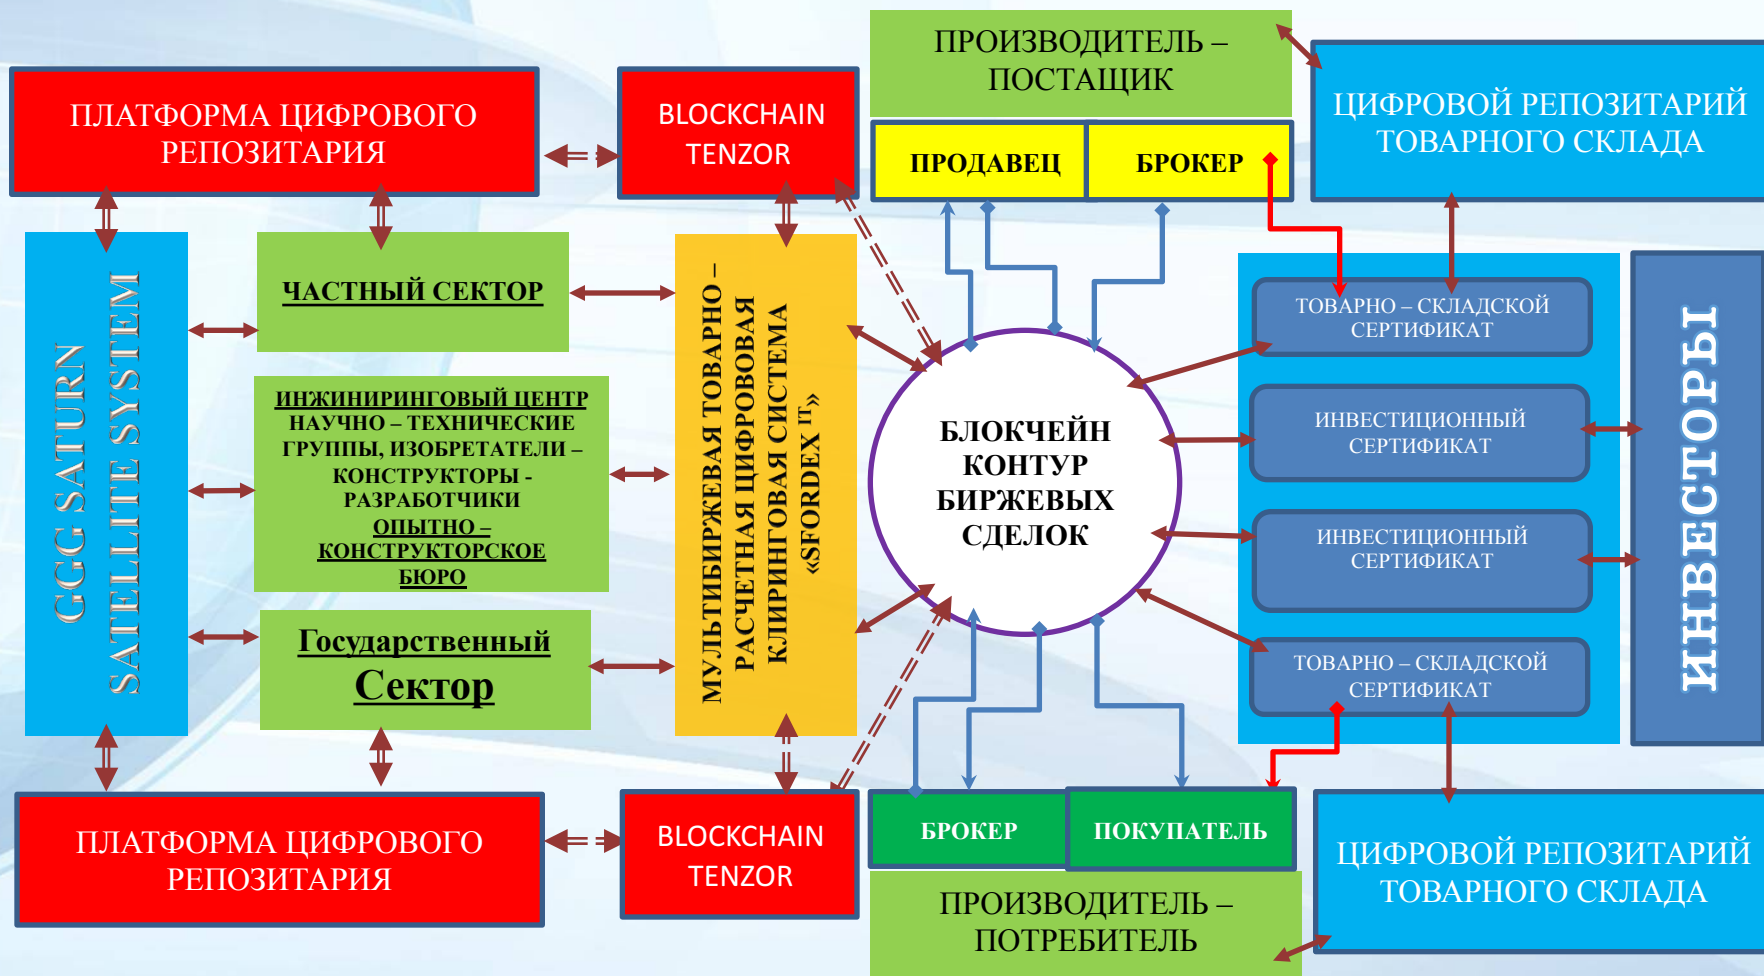 ПРОИЗВОДИТЕЛЬ –
ПОСТАЩИК
ПЛАТФОРМА ЦИФРОВОГО
РЕПОЗИТАРИЯ
BLOCKCHAIN
TENZOR
ПРОДАВЕЦ
БРОКЕР
ЦИФРОВОЙ РЕПОЗИТАРИЙ
ТОВАРНОГО СКЛАДА
GGG SATURN
SATELLITE SYSTEM
ЧАСТНЫЙ СЕКТОР
ИНЖИНИРИНГОВЫЙ ЦЕНТР
НАУЧНО – ТЕХНИЧЕСКИЕ
ГРУППЫ, ИЗОБРЕТАТЕЛИ –
КОНСТРУКТОРЫ -
РАЗРАБОТЧИКИ
ОПЫТНО –
КОНСТРУКТОРСКОЕ
БЮРО
Государственный
Сектор
МУЛЬТИБИРЖЕВАЯ ТОВАРНО –
РАСЧЕТНАЯ ЦИФРОВОВАЯ
КЛИРИНГОВАЯ СИСТЕМА
«SFORDEX IT»
БЛОКЧЕЙН
КОНТУР
БИРЖЕВЫХ
СДЕЛОК
ТОВАРНО – СКЛАДСКОЙ
СЕРТИФИКАТ
ИНВЕСТИЦИОННЫЙ
СЕРТИФИКАТ
ИНВЕСТИЦИОННЫЙ
СЕРТИФИКАТ
ТОВАРНО – СКЛАДСКОЙ
СЕРТИФИКАТ
ИНВЕСТОРЫ
ПЛАТФОРМА ЦИФРОВОГО
РЕПОЗИТАРИЯ
BLOCKCHAIN
TENZOR
БРОКЕР
ПОКУПАТЕЛЬ
ПРОИЗВОДИТЕЛЬ –
ПОТРЕБИТЕЛЬ
ЦИФРОВОЙ РЕПОЗИТАРИЙ
ТОВАРНОГО СКЛАДА